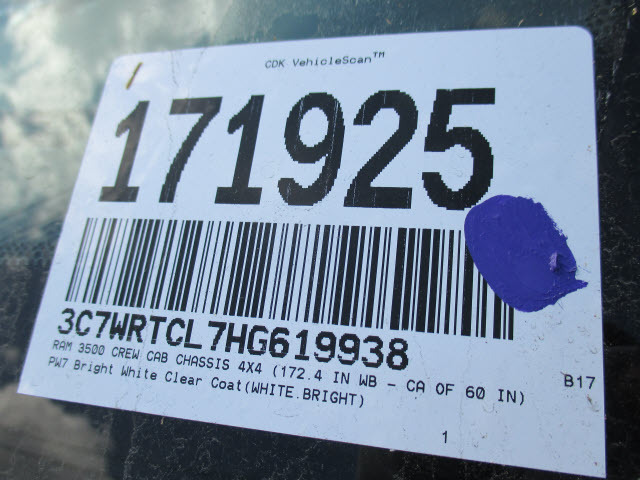 CDK VehicleScan™
171925
3C7WRTCL7HG619938
RAM 3500 CREW CAB CHASSIS 4X4 (172.4 IN WB - CA OF 60 IN)
B17
PW7 Bright White Clear Coat(WHITE.BRIGHT)
1